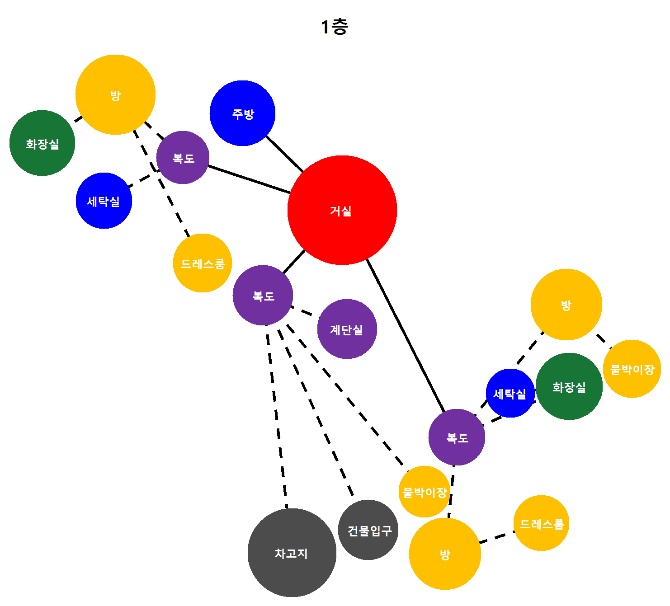 1층
방
주방
화장실
복도
세탁실
거실
드레스룸
복도
계단실
방
붙박이장
세탁실
화장실
복도
붙박이장
드레스룸
건물입구
차고지
방